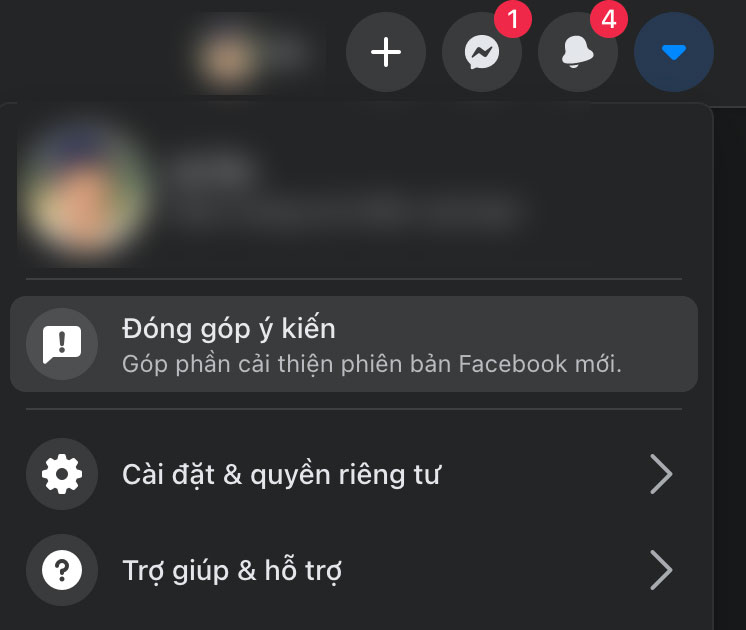 1
4
Đóng góp ý kiến
Góp phần cải thiện phiên bản Facebook mới.
Cài đặt & quyền riêng tư
Trợ giúp & hỗ trợ